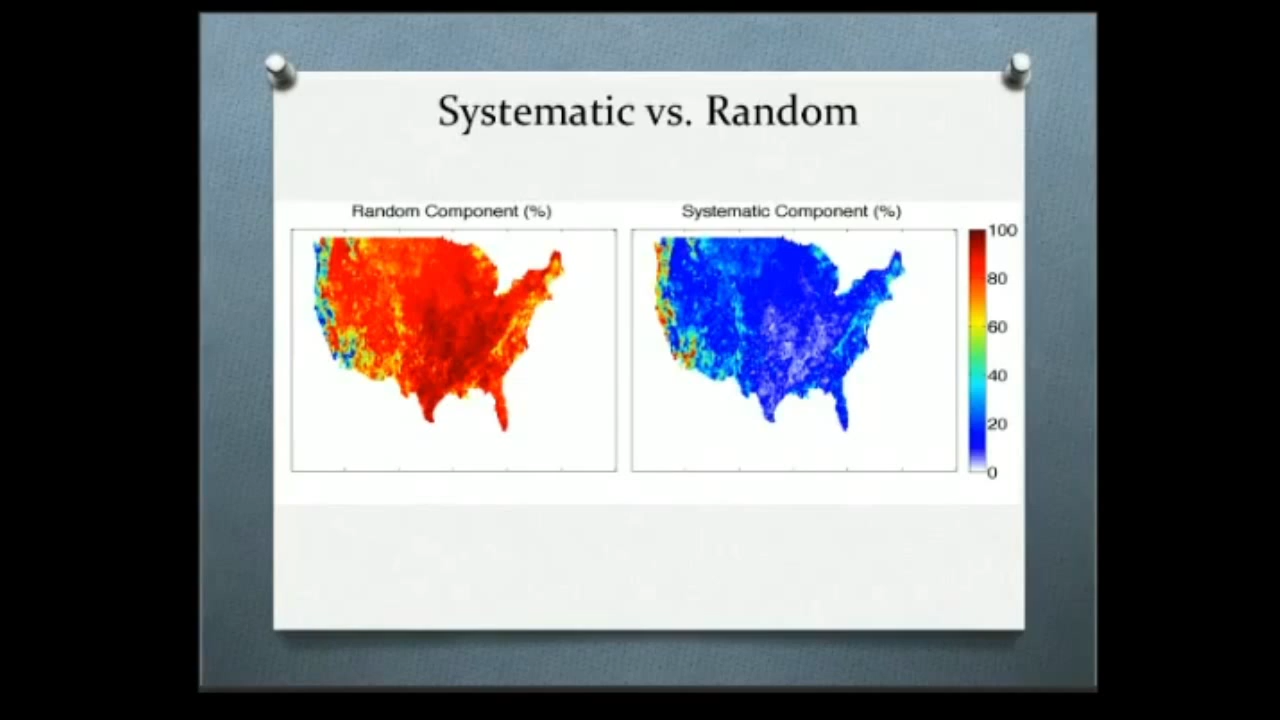 Systematic vs. Random
Random Component (%)
Systematic Component (%)
100
80
60
40
20
0